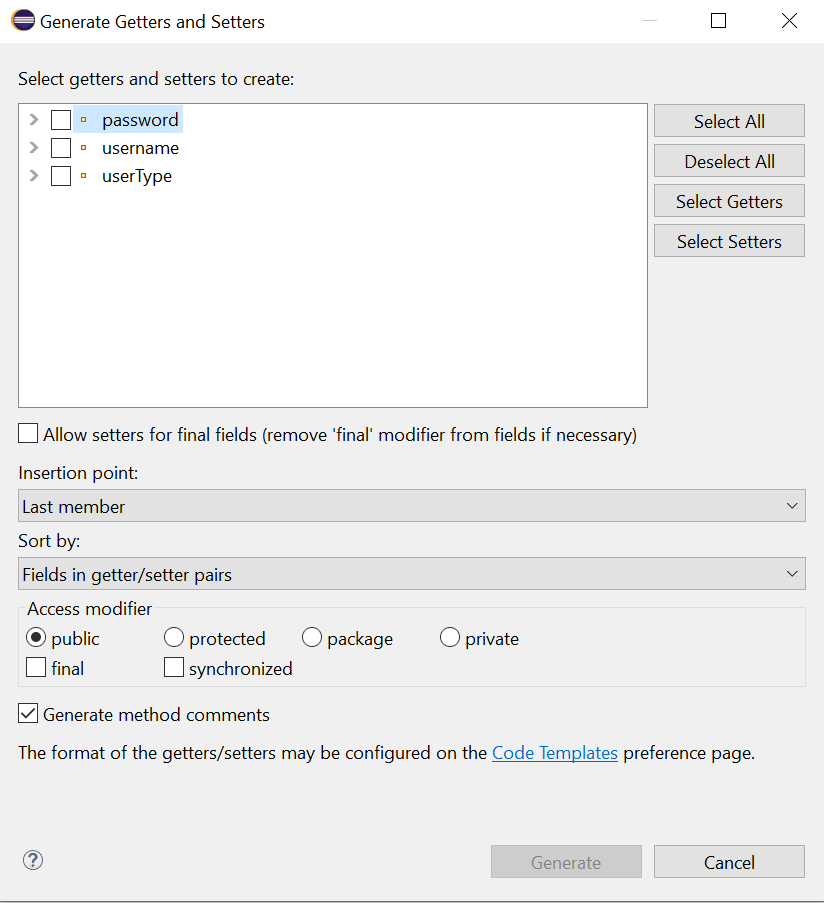 Generate Getters and Setters
Select getters and setters to create:
password
username
userType
Select All
Deselect All
Select Getters
Select Setters
Allow setters for final fields (remove 'final' modifier from fields if necessary)
Insertion point:
Last member
Sort by:
Fields in getter/setter pairs
Access modifier
public protected package private
final synchronized
Generate method comments
The format of the getters/setters may be configured on the Code Templates preference page.
?
Generate Cancel